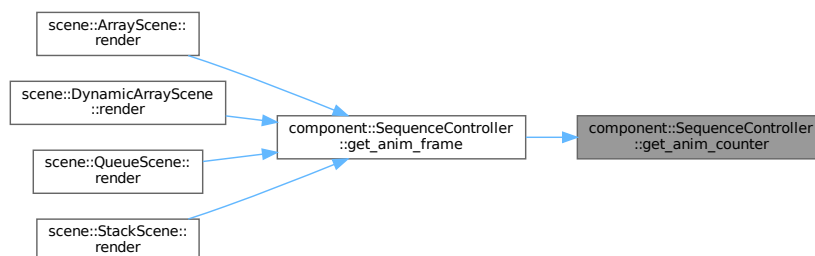 scene::ArrayScene::
render
scene::DynamicArrayScene
::render
scene::QueueScene::
render
scene::StackScene::
render
component::SequenceController
::get_anim_frame
component::SequenceController
::get_anim_counter